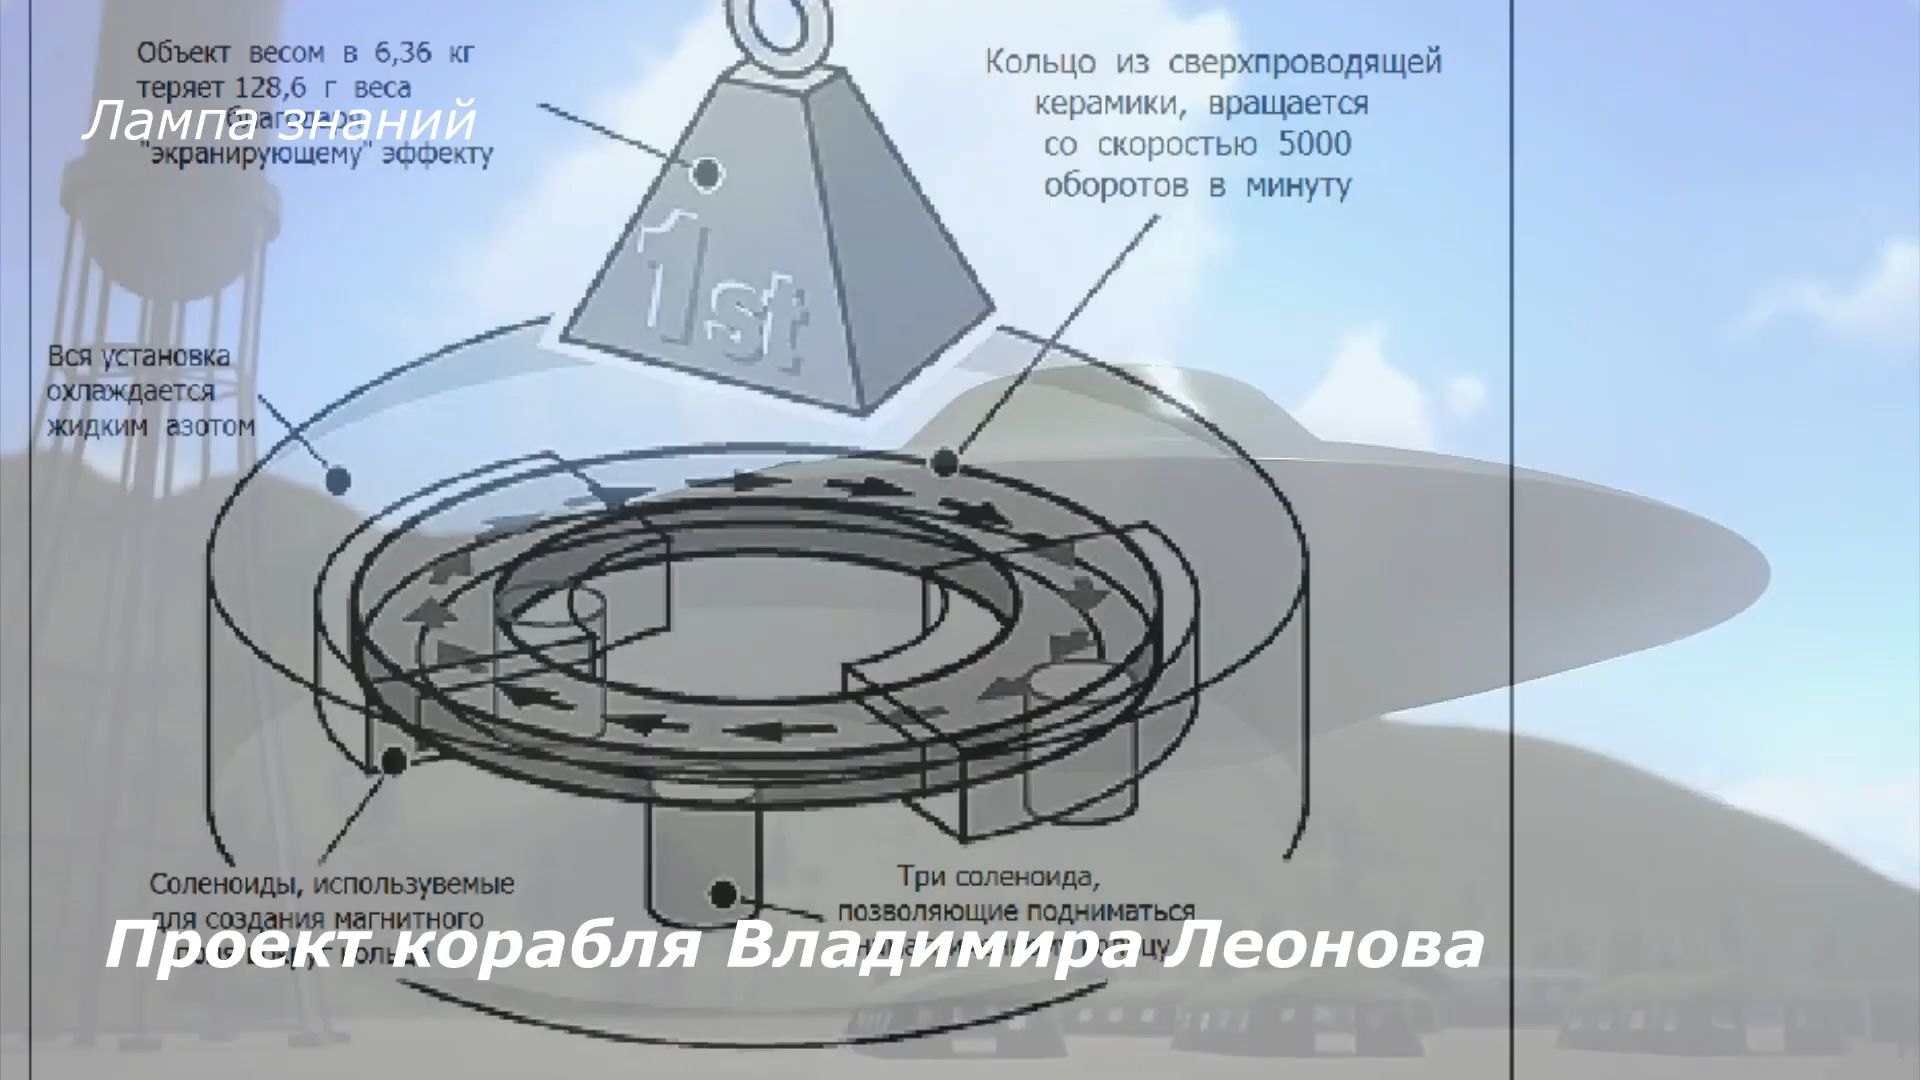 Объект весом в 6,36 кг
теряет 128,6 г веса
"экранирующему" эффекту
Лампа знаний
Кольцо из сверхпроводящей
керамики, вращается
со скоростью 5000
оборотов в минуту
1st
Вся установка
охлаждается
жидким азотом
Соленоиды, использувемые
для создания магнитного
Три соленоида,
позволяющие подниматься
Проект корабля Владимира Леонова